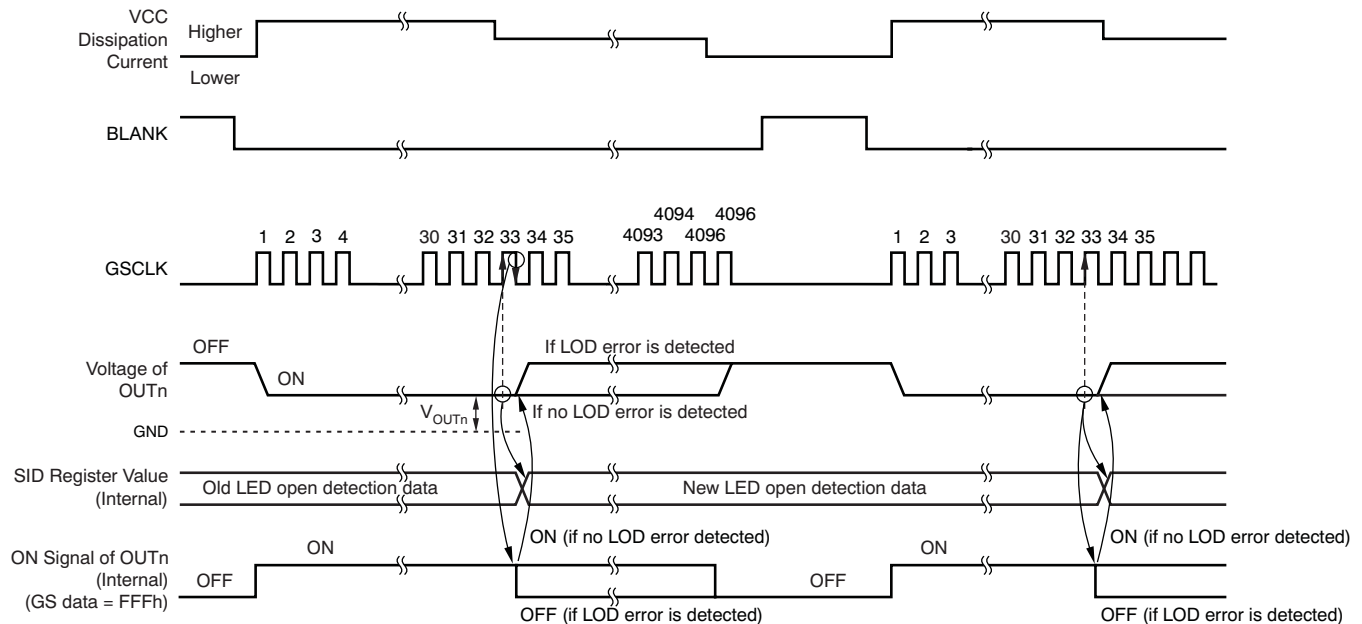 VCC
Dissipation
Current
Higher
Lower
BLANK
GSCLK
1 2 3 4 30 31 32 33 34 35 4093 4094 4096 4096 1 2 3 30 31 32 33 34 35
Voltage of
OUTn
OFF
ON
If LOD error is detected
If no LOD error is detected
VOUTn
GND
SID Register Value
(Internal)
Old LED open detection data
New LED open detection data
ON (if no LOD error detected)
ON (if no LOD error detected)
ON Signal of OUTn
(Internal)
(GS data = FFFh)
OFF
ON
OFF
ON
OFF (if LOD error is detected)
OFF (if LOD error is detected)